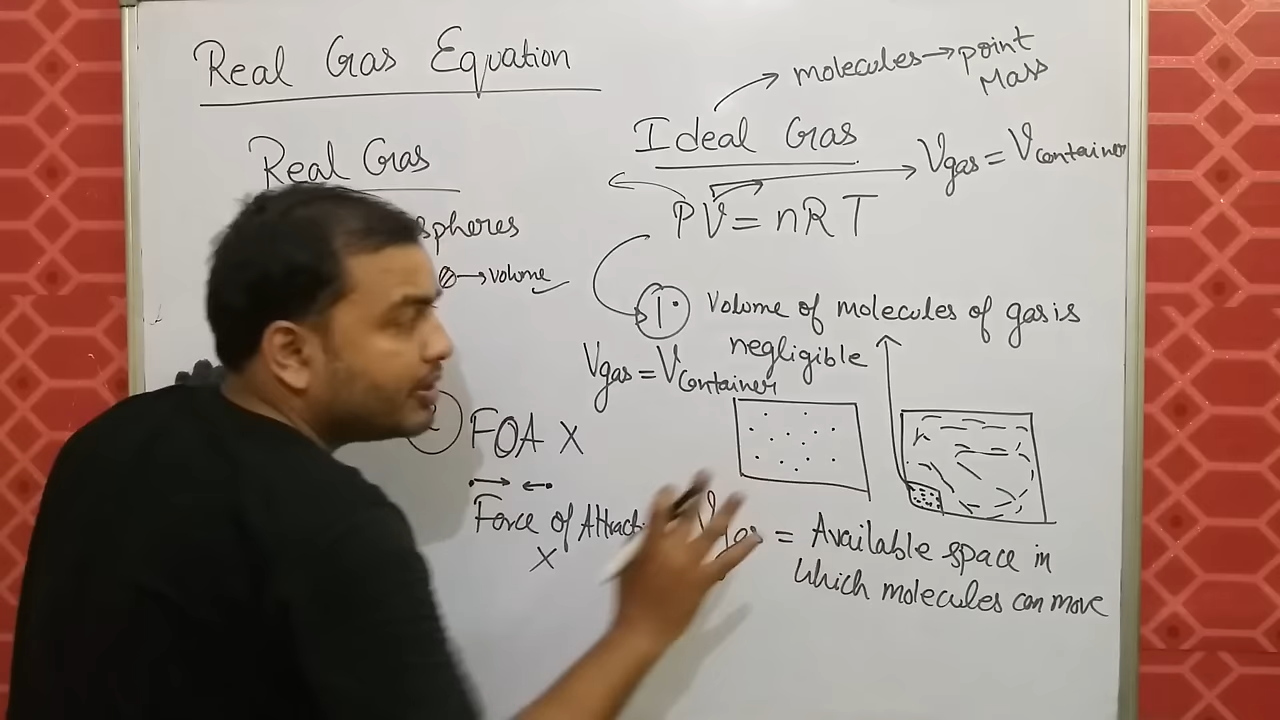 Real Gas Equation
Real Gas
spheres
→ volume
FOA X
Force of Attract
X
molecules → point
Mass
Ideal Gas
Vgas = Vcontainer
PV = nRT
1. Volume of molecules of gas is
negligible
Vgas = Vcontainer
= Available space in
which molecules can move